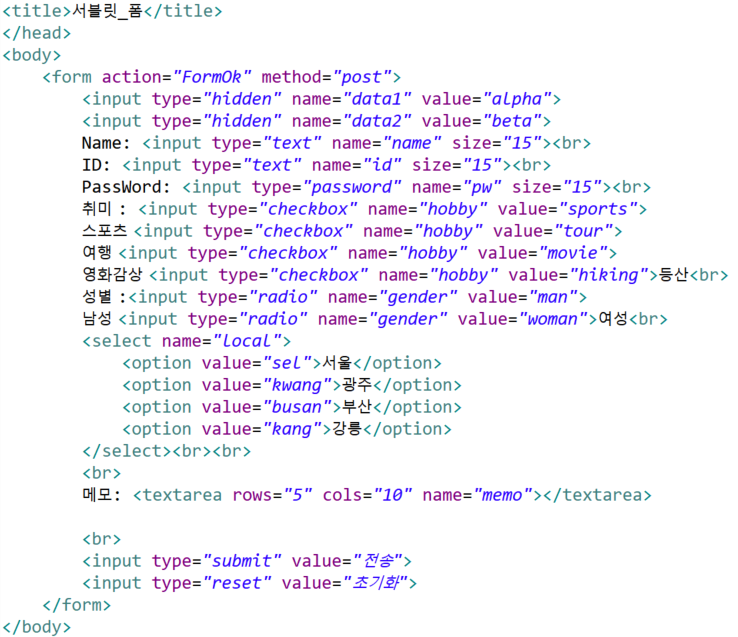 <title>서블릿_폼</title>
</head>
<body>
    <form action="FormOk" method="post">
        <input type="hidden" name="data1" value="alpha">
        <input type="hidden" name="data2" value="beta">
        Name: <input type="text" name="name" size="15"><br>
        ID: <input type="text" name="id" size="15"><br>
        PassWord: <input type="password" name="pw" size="15"><br>
        취미 : <input type="checkbox" name="hobby" value="sports">
        스포츠 <input type="checkbox" name="hobby" value="tour">
        여행 <input type="checkbox" name="hobby" value="movie">
        영화감상 <input type="checkbox" name="hobby" value="hiking">등산<br>
        성별 :<input type="radio" name="gender" value="man">
        남성 <input type="radio" name="gender" value="woman">여성<br>
        <select name="local">
            <option value="sel">서울</option>
            <option value="kwang">광주</option>
            <option value="busan">부산</option>
            <option value="kang">강릉</option>
        </select><br><br>
        <br>
        메모: <textarea rows="5" cols="10" name="memo"></textarea>

        <br>
        <input type="submit" value="전송">
        <input type="reset" value="초기화">
    </form>
</body>